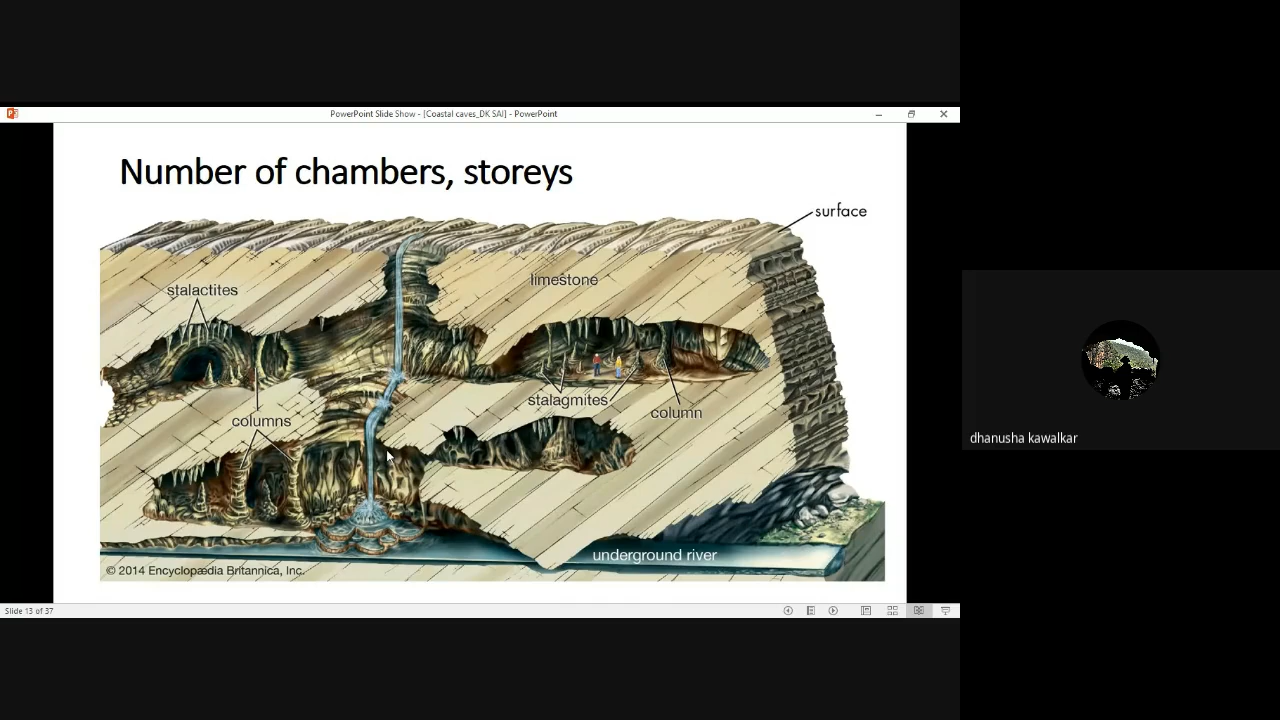 PowerPoint Slide Show - [Coastal caves_DK SAI] - PowerPoint
Number of chambers, storeys
surface
limestone
stalactites
stalagmites
column
columns
underground river
© 2014 Encyclopædia Britannica, Inc.
dhanusha kawalkar
Slide 13 of 37